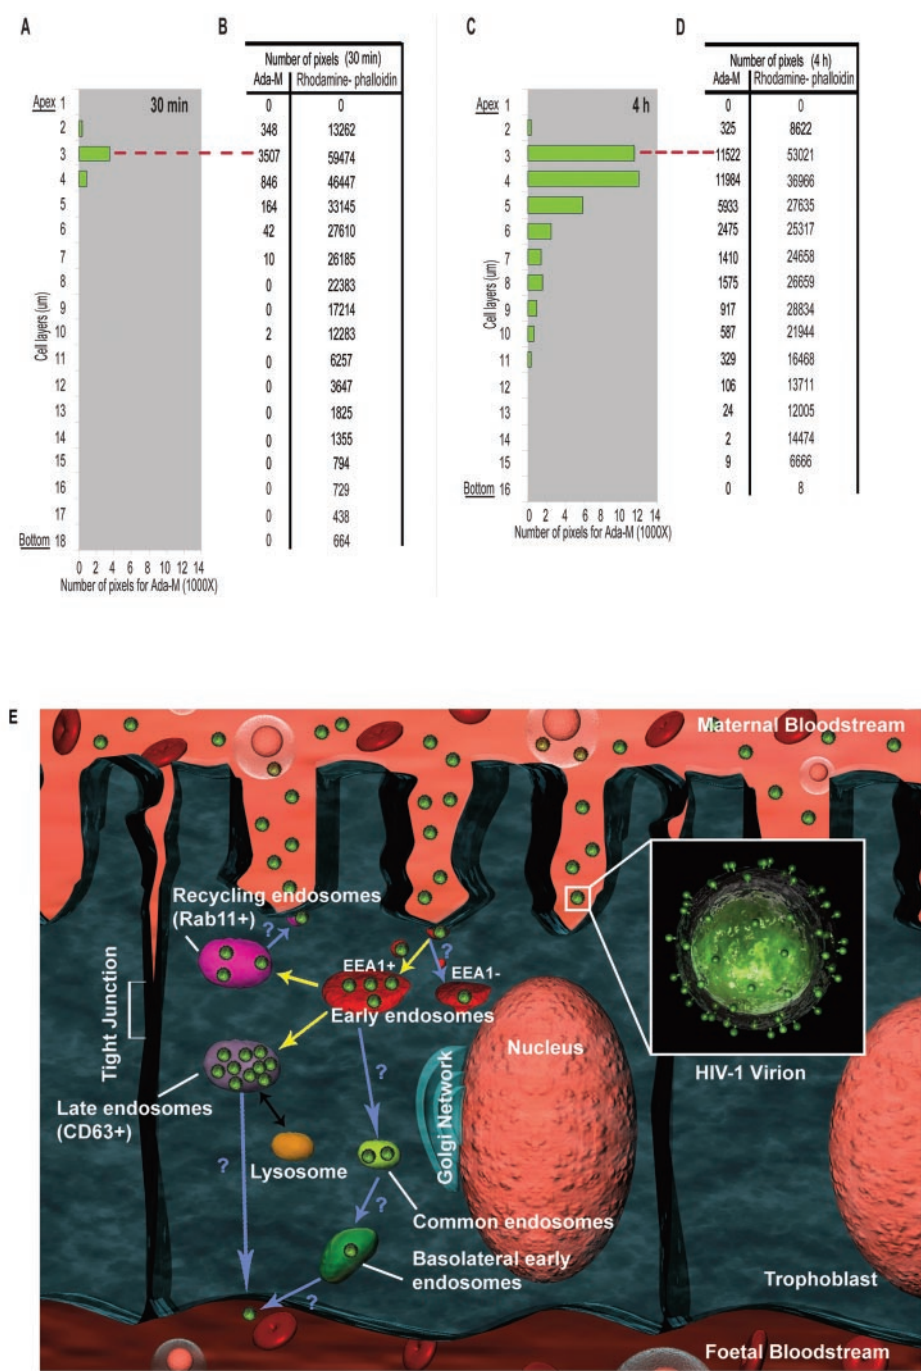 A
B
C
D
Number of pixels (30 min)
Ada-M Rhodamine- phalloidin
0 0
348 13262
3507 59474
846 46447
164 33145
42 27610
10 26185
0 22383
0 17214
2 12283
0 6257
0 3647
0 1825
0 1355
0 794
0 729
0 438
0 664
30 min
Apex 1
2
3
4
5
6
7
8
9
10
11
12
13
14
15
16
17
Bottom 18
Cell layers (um)
0 2 4 6 8 10 12 14
Number of pixels for Ada-M (1000X)
Number of pixels (4 h)
Ada-M Rhodamine- phalloidin
0 0
325 8622
11522 53021
11984 36966
5933 27635
2475 25317
1410 24658
1575 26659
917 28834
587 21944
329 16468
106 13711
24 12005
2 14474
9 6666
0 8
4 h
Apex 1
2
3
4
5
6
7
8
9
10
11
12
13
14
15
Bottom 16
Cell layers (um)
0 2 4 6 8 10 12 14
Number of pixels for Ada-M (1000X)
E
Maternal Bloodstream
Recycling endosomes
(Rab11+)
?
?
EEA1+
EEA1-
Early endosomes
Tight Junction
Nucleus
HIV-1 Virion
Golgi Network
Late endosomes
(CD63+)
?
?
Lysosome
?
Common endosomes
Basolateral early
endosomes
?
Trophoblast
Foetal Bloodstream